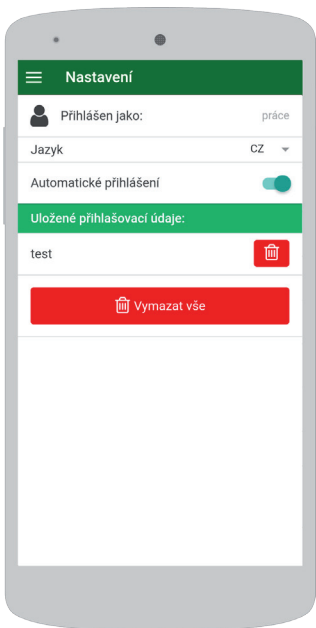 Nastavení
Přihlášen jako: práce
Jazyk CZ
Automatické přihlášení
Uložené přihlašovací údaje:
test
Vymazat vše